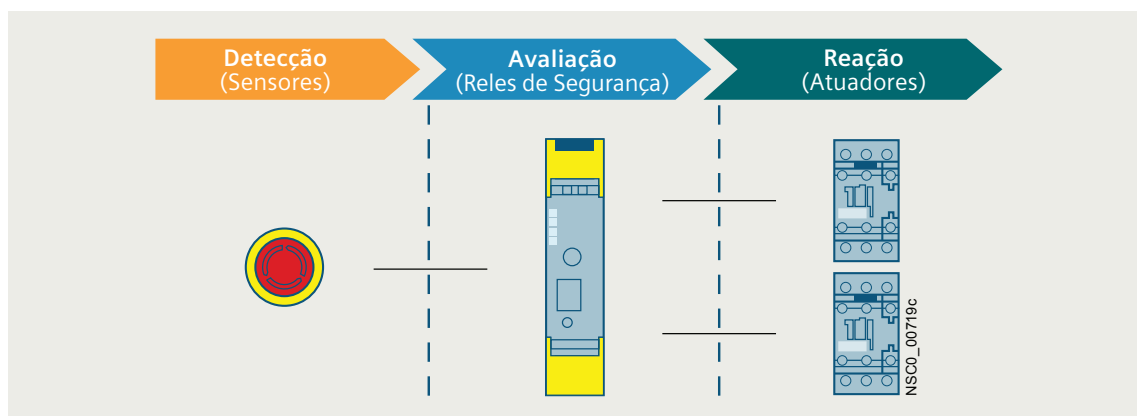 Detecção
(Sensores)
Avaliação
(Reles de Segurança)
Reação
(Atuadores)
NSC0_00719c